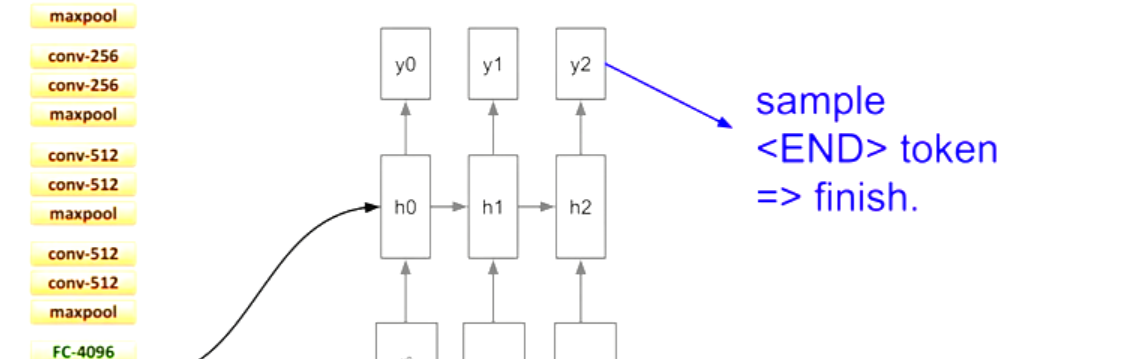 maxpool
conv-256
conv-256
maxpool
conv-512
conv-512
maxpool
conv-512
conv-512
maxpool
FC-4096
y0
y1
y2
h0
h1
h2
sample
<END> token
=> finish.